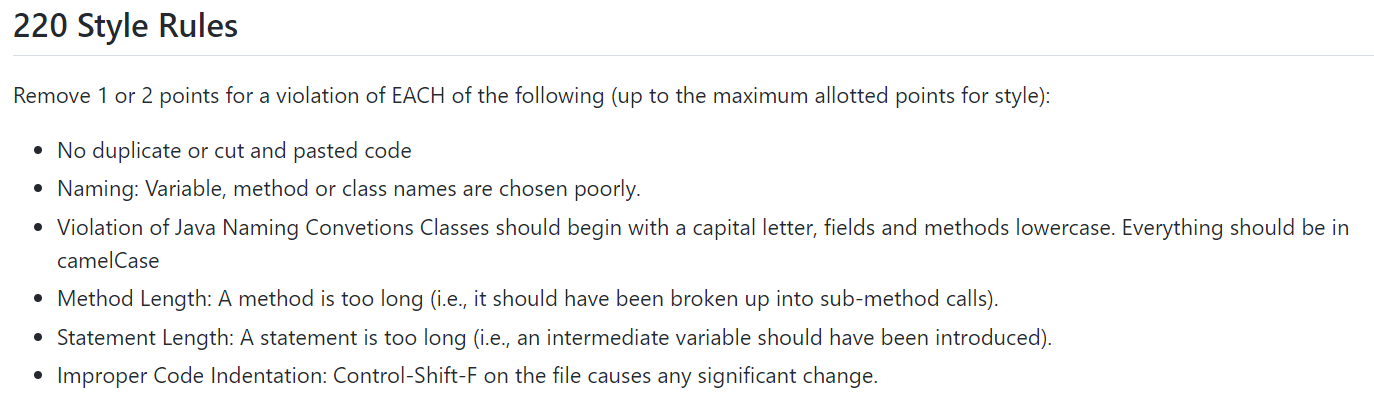 220 Style Rules
Remove 1 or 2 points for a violation of EACH of the following (up to the maximum allotted points for style):
• No duplicate or cut and pasted code
• Naming: Variable, method or class names are chosen poorly.
• Violation of Java Naming Convetions Classes should begin with a capital letter, fields and methods lowercase. Everything should be in
camelCase
• Method Length: A method is too long (i.e., it should have been broken up into sub-method calls).
• Statement Length: A statement is too long (i.e., an intermediate variable should have been introduced).
• Improper Code Indentation: Control-Shift-F on the file causes any significant change.